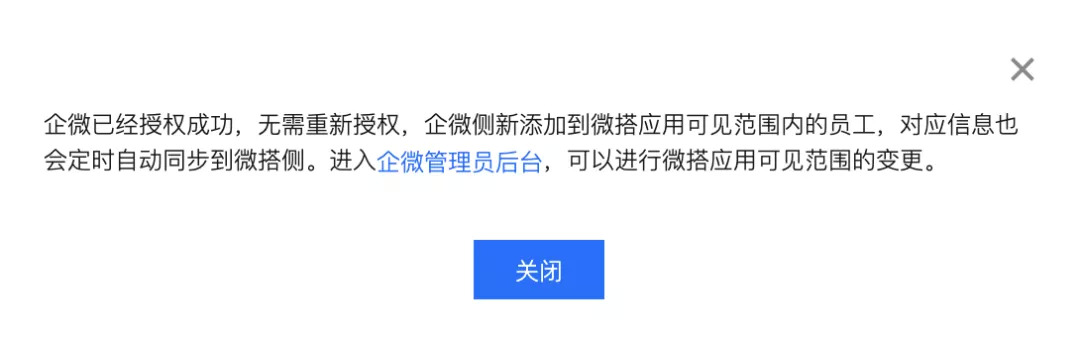 企微已经授权成功，无需重新授权，企微侧新添加到微搭应用可见范围内的员工，对应信息也
会定时自动同步到微搭侧。进入企微管理员后台，可以进行微搭应用可见范围的变更。
关闭